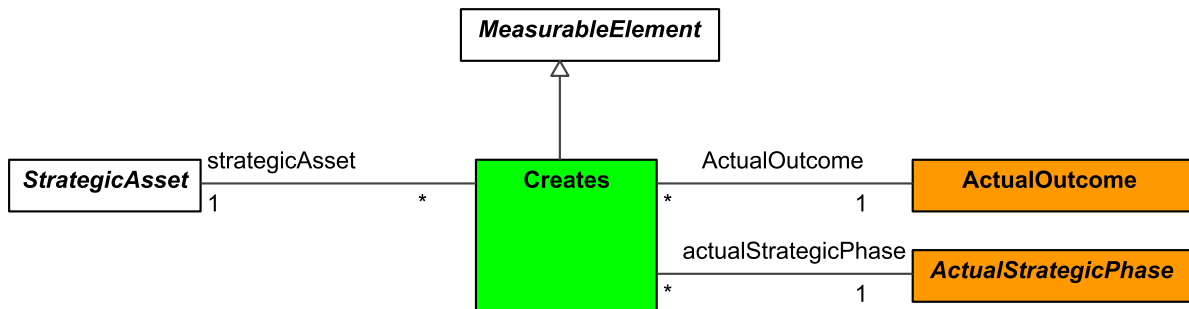 MeasurableElement
strategicAsset
ActualOutcome
StrategicAsset
Creates
ActualOutcome
1
*
*
1
actualStrategicPhase
ActualStrategicPhase
*
1